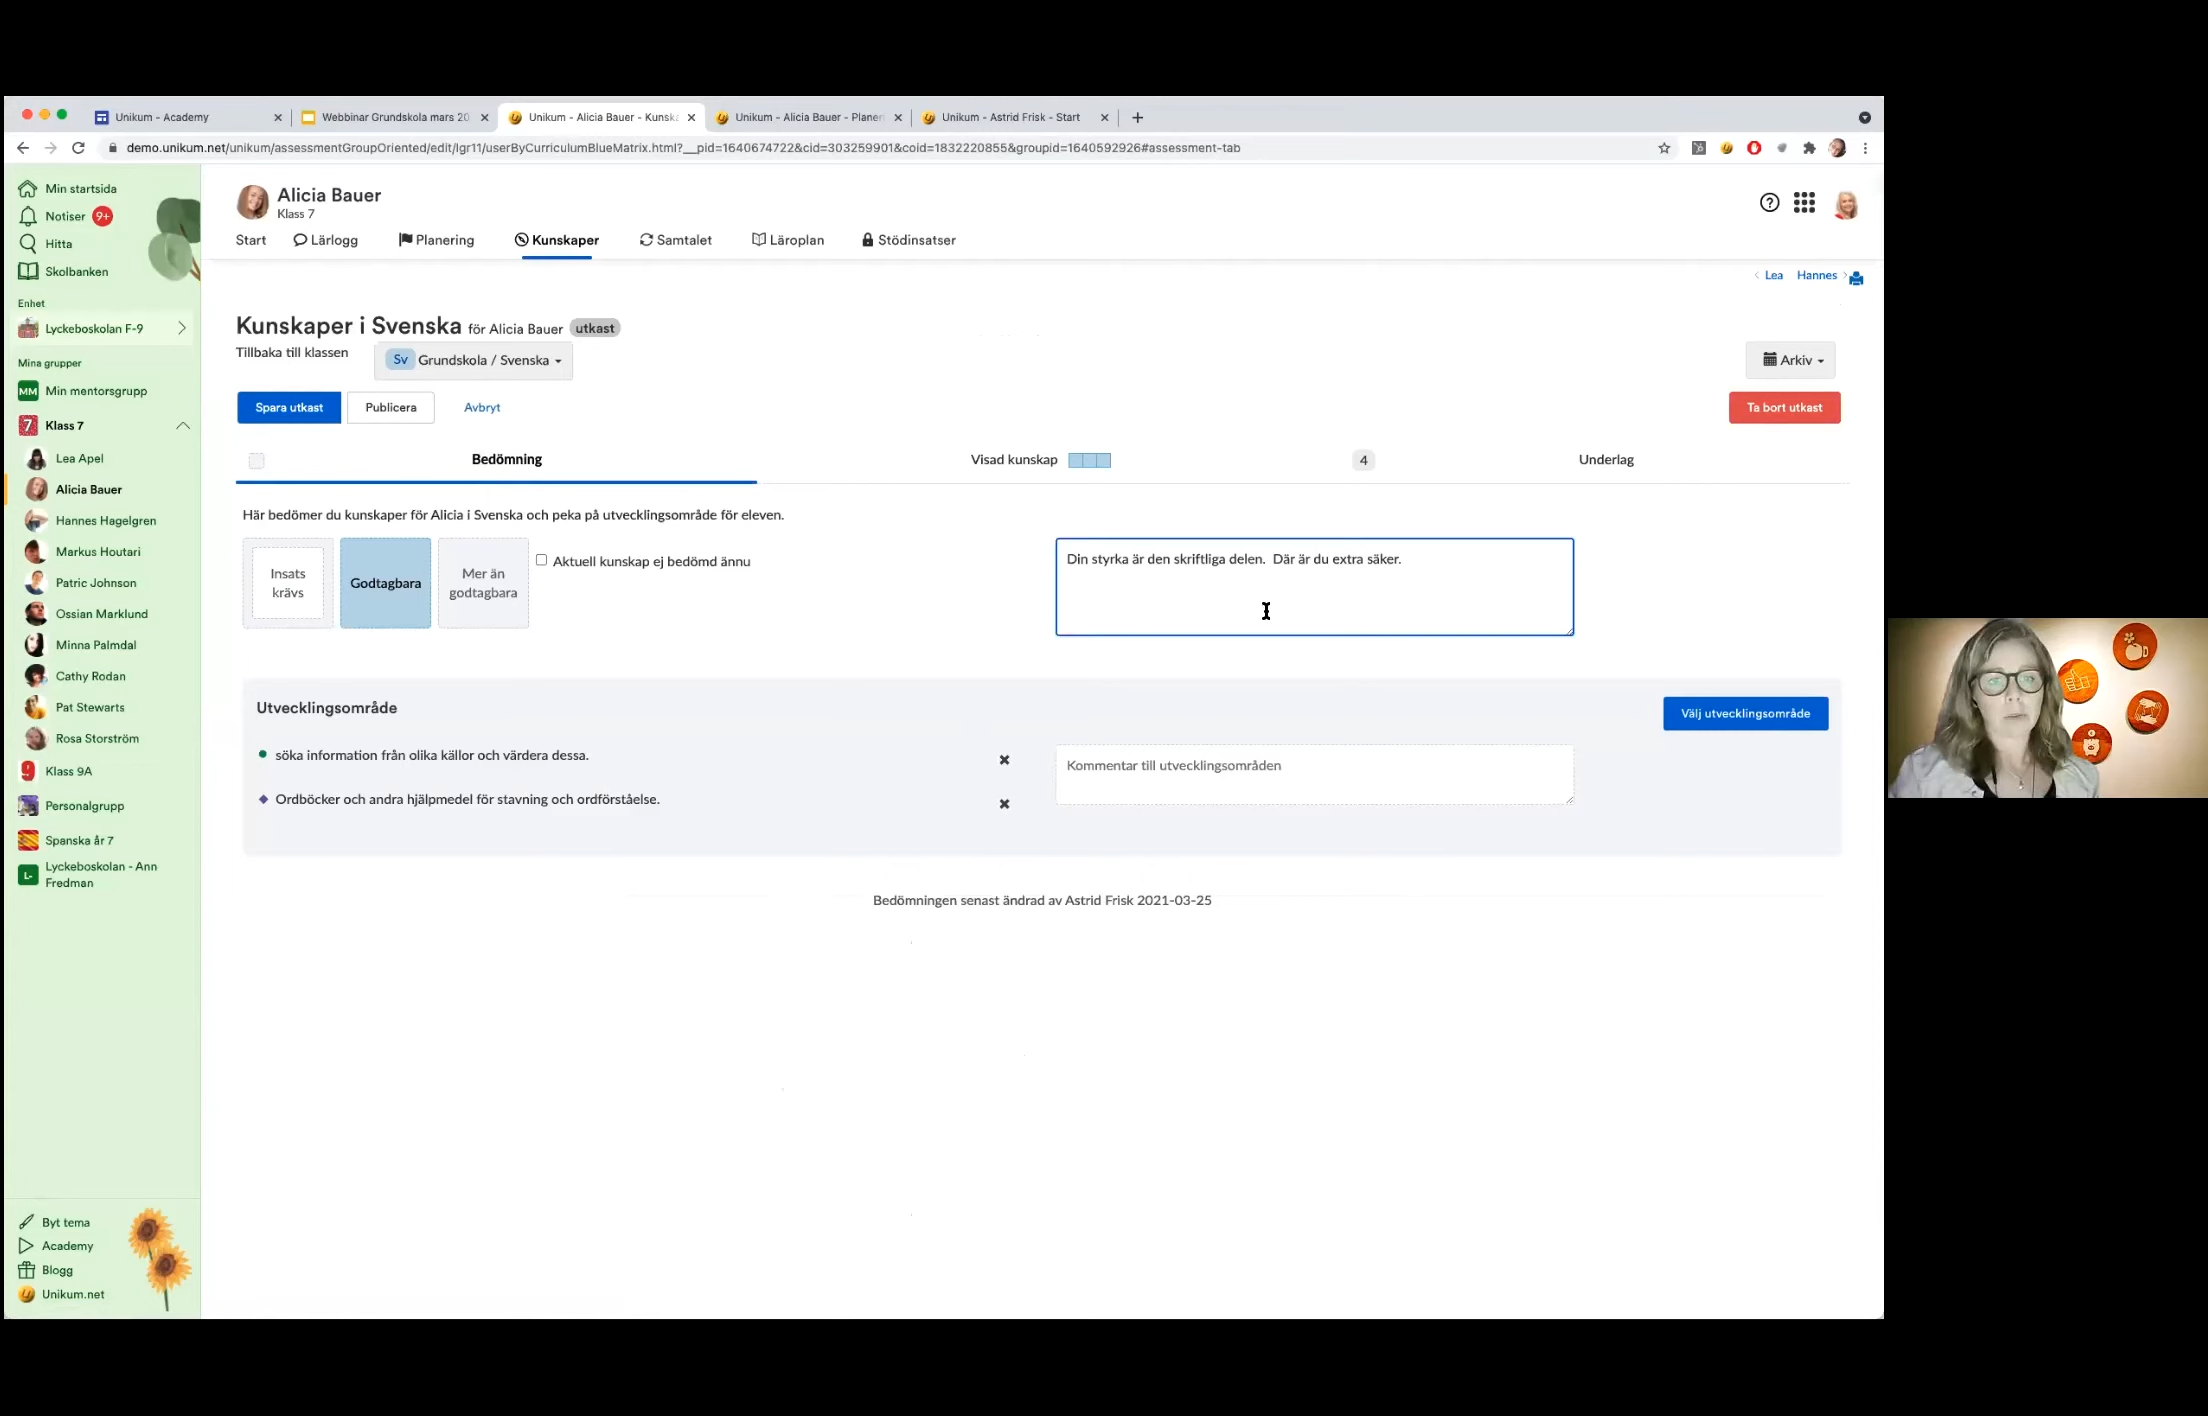 Unikum - Academy
Webbinar Grundskola mars 20
Unikum - Alicia Bauer - Kunsk
Unikum - Alicia Bauer - Planer
Unikum - Astrid Frisk - Start
demo.unikum.net/unikum/assessmentGroupOriented/edit/lgr11/userByCurriculumBlueMatrix.html?__pid=1640674722&cid=303259901&coid=1832220855&groupid=1640592926#assessment-tab
Min startsida
Notiser 9+
Hitta
Skolbanken
Enhet
Lyckeboskolan F-9
Mina grupper
MM Min mentorsgrupp
7 Klass 7
Lea Apel
Alicia Bauer
Hannes Hagelgren
Markus Houtari
Patric Johnson
Ossian Marklund
Minna Palmdal
Cathy Rodan
Pat Stewarts
Rosa Storström
9 Klass 9A
Personalgrupp
Spanska år 7
L- Lyckeboskolan - Ann
Fredman
Byt tema
Academy
Blogg
Unikum.net
Alicia Bauer
Klass 7
Start Lärlogg Planering Kunskaper Samtalet Läroplan Stödinsatser
Lea Hannes
Kunskaper i Svenska för Alicia Bauer utkast
Tillbaka till klassen Sv Grundskola / Svenska
Arkiv
Spara utkast Publicera Avbryt
Ta bort utkast
Bedömning Visad kunskap 4 Underlag
Här bedömer du kunskaper för Alicia i Svenska och peka på utvecklingsområde för eleven.
Insats
krävs
Godtagbara
Mer än
godtagbara
Aktuell kunskap ej bedömd ännu
Din styrka är den skriftliga delen.  Där är du extra säker.
Utvecklingsområde
Välj utvecklingsområde
söka information från olika källor och värdera dessa.
Ordböcker och andra hjälpmedel för stavning och ordförståelse.
Kommentar till utvecklingsområden
Bedömningen senast ändrad av Astrid Frisk 2021-03-25